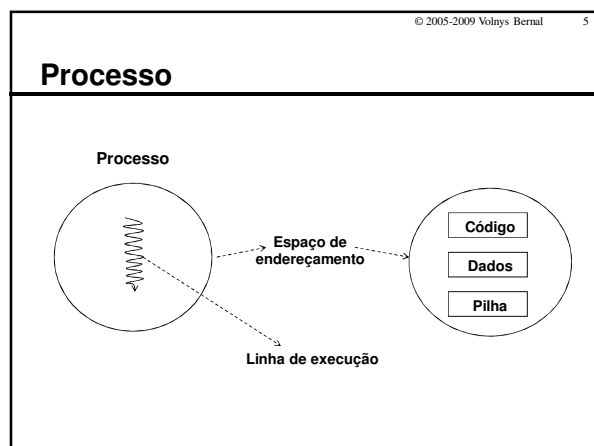 © 2005-2009 Volnys Bernal 5
Processo
Processo
Espaço de
endereçamento
Código
Dados
Pilha
Linha de execução